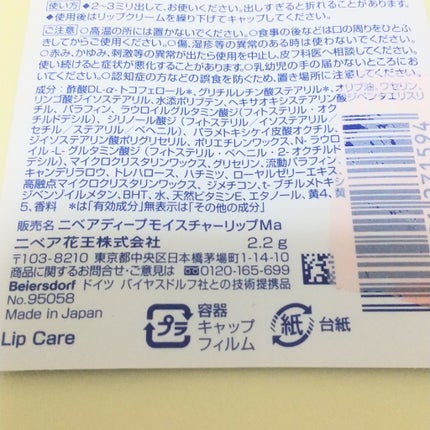 使い方 ◆2~3ミリ出して、お使いください。出しすぎると折れることがあります。
◆使用後はリップクリームを繰り下げてキャップしてください。
ご注意 ○高温の所には置かないでください。○食事の後などは口の周りをひとふき
してからご使用ください。○傷、湿疹等の異常のある時は使わないでください。
○赤み、かゆみ、刺激等の異常が出たら使用を中止し、皮フ科医へ相談してください。
使い続けると症状が悪化することがあります。○乳幼児の手の届かないところにお
いてください。○認知症の方などの誤食を防ぐため、置き場所に注意してください。
成分:酢酸DL-α-トコフェロール*、グリチルレチン酸ステアリル*、オリブ油、ワセリン、
リンゴ酸ジイソステアリル、水添ポリブテン、ヘキサオキシステアリン酸
チル、パラフィン、ラウロイルグルタミン酸ジ(フィトステリル・オク
チルドデシル)、ジリノール酸ジ(フィトステリル/イソステアリル/
セチル/ステアリル/ベヘニル)、パラメトキシケイ皮酸オクチル、
ジイソステアリン酸ポリグリセリル、ポリエチレンワックス、N-ラウロ
イル-L-グルタミン酸ジ(フィトステリル・ベヘニル・2-オクチルド
デシル)、マイクロクリスタリンワックス、グリセリン、流動パラフィン、
キャンデリラロウ、トレハロース、ハチミツ、ローヤルゼリーエキス、
高融点マイクロクリスタリンワックス、ジメチコン、t-ブチルメトキシ
ジベンゾイルメタン、BHT、水、天然ビタミンE、エタノール、黄4、
5、香料 *は「有効成分」無表示は「その他の成分」
販売名 ニベアディープモイスチャーリップMa
ニベア花王株式会社 2.2g
〒103-8210 東京都中央区日本橋茅場町1-14-10
商品に関するお問合せ・ご意見は 0120-165-699
Beiersdorf ドイツ バイヤスドルフ社との技術提携品
No.95058
Made in Japan
Lip Care
プラ 容器
キャップ
フィルム
紙 台紙